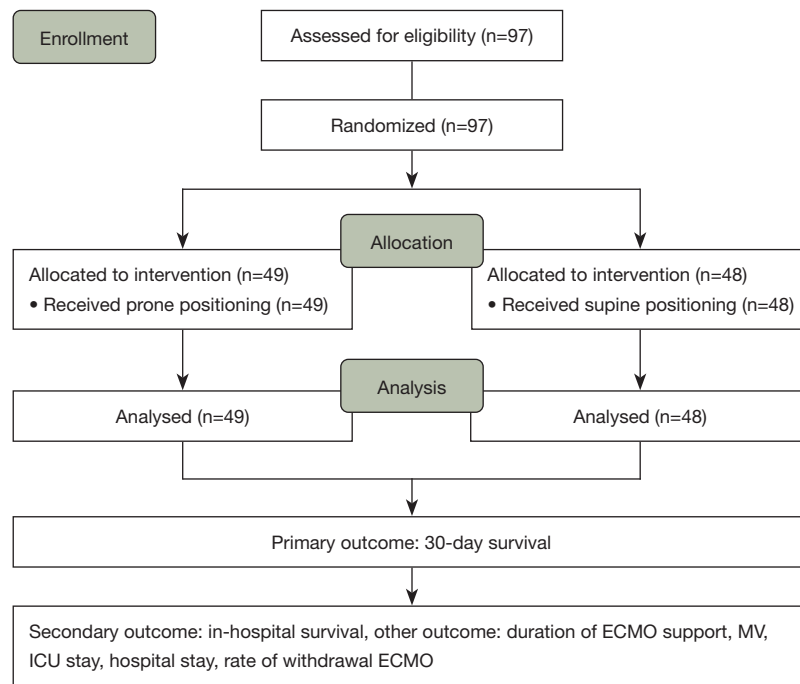 Enrollment
Assessed for eligibility (n=97)
Randomized (n=97)
Allocation
Allocated to intervention (n=49)
• Received prone positioning (n=49)
Allocated to intervention (n=48)
• Received supine positioning (n=48)
Analysis
Analysed (n=49)
Analysed (n=48)
Primary outcome: 30-day survival
Secondary outcome: in-hospital survival, other outcome: duration of ECMO support, MV,
ICU stay, hospital stay, rate of withdrawal ECMO